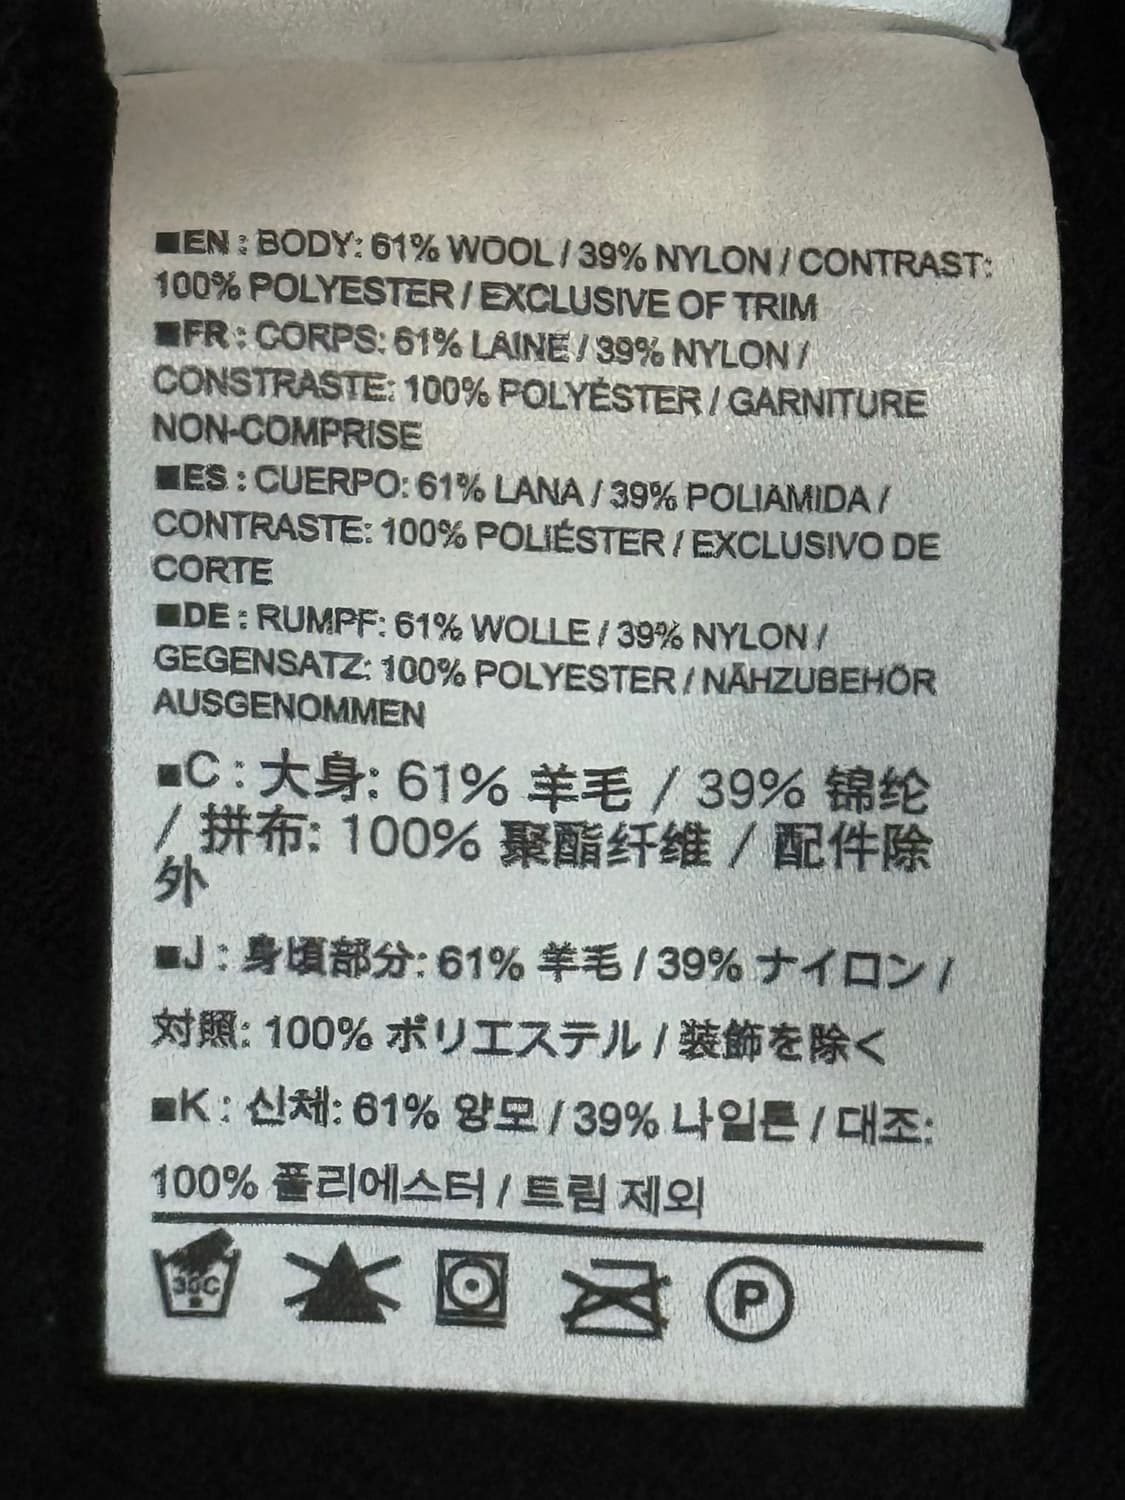 ■EN : BODY: 61% WOOL / 39% NYLON / CONTRAST:
100% POLYESTER / EXCLUSIVE OF TRIM
■FR : CORPS: 61% LAINE / 39% NYLON /
CONSTRASTE: 100% POLYÉSTER / GARNITURE
NON-COMPRISE
■ES : CUERPO: 61% LANA / 39% POLIAMIDA /
CONTRASTE: 100% POLIÉSTER / EXCLUSIVO DE
CORTE
■DE : RUMPF: 61% WOLLE / 39% NYLON /
GEGENSATZ: 100% POLYESTER / NÄHZUBEHÖR
AUSGENOMMEN
■C : 大身: 61% 羊毛 / 39% 锦纶
/ 拼布: 100% 聚酯纤维 / 配件除
外
■J : 身頃部分: 61% 羊毛 / 39% ナイロン /
対照: 100% ポリエステル / 装飾を除く
■K : 신체: 61% 양모 / 39% 나일론 / 대조:
100% 폴리에스터 / 트림 제외
30C P